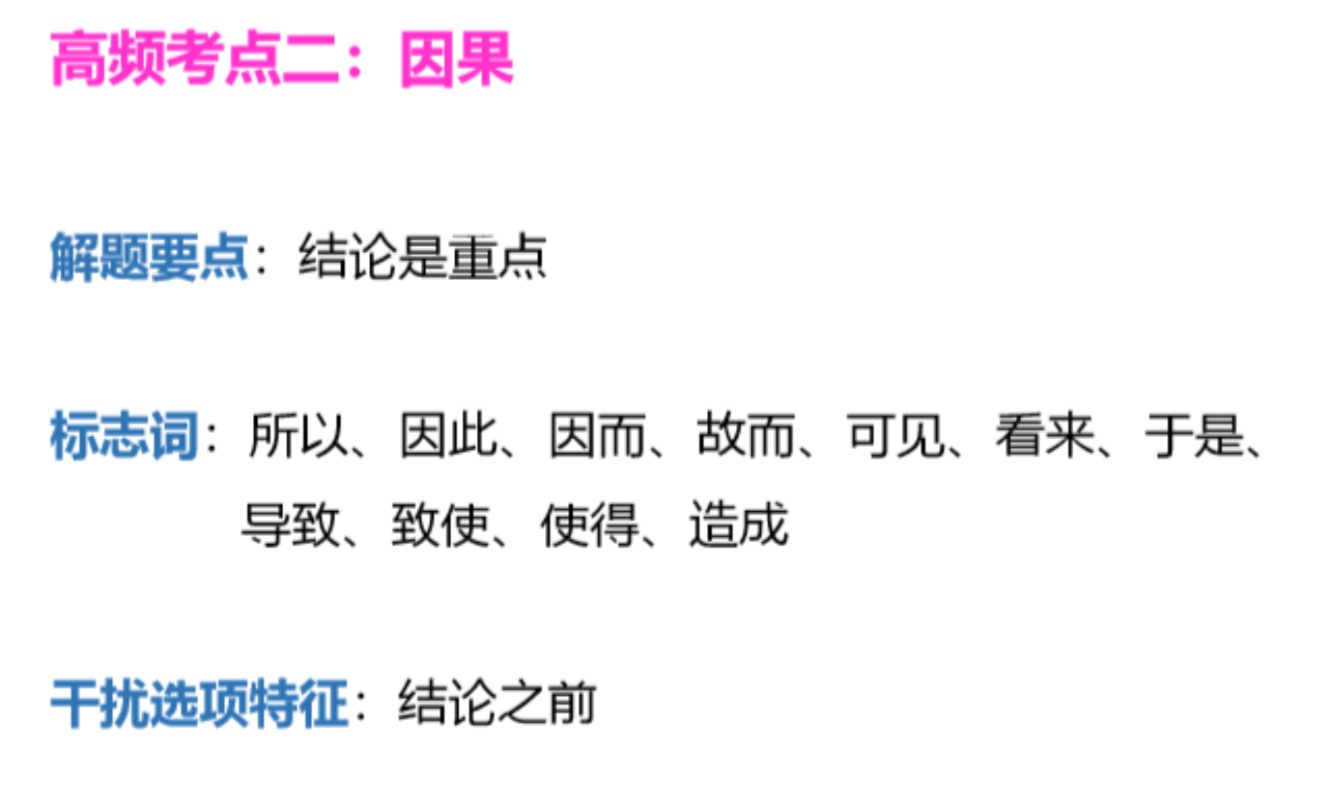 高频考点二：因果
解题要点：结论是重点
标志词：所以、因此、因而、故而、可见、看来、于是、
导致、致使、使得、造成
干扰选项特征：结论之前